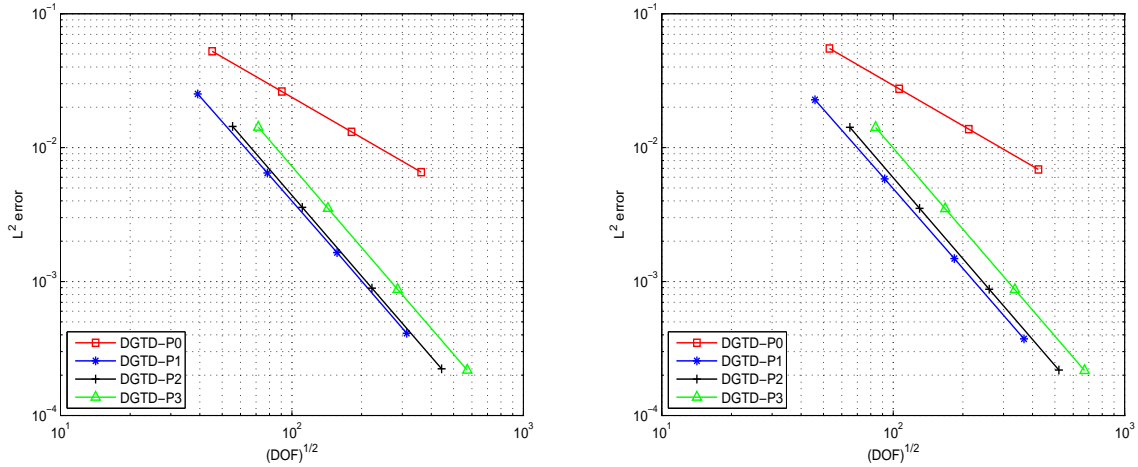 10^-1
10^-2
10^-3
10^-4
L^2 error
DGTD-P0
DGTD-P1
DGTD-P2
DGTD-P3
10^1
10^2
10^3
(DOF)^1/2
10^-1
10^-2
10^-3
10^-4
L^2 error
DGTD-P0
DGTD-P1
DGTD-P2
DGTD-P3
10^1
10^2
10^3
(DOF)^1/2